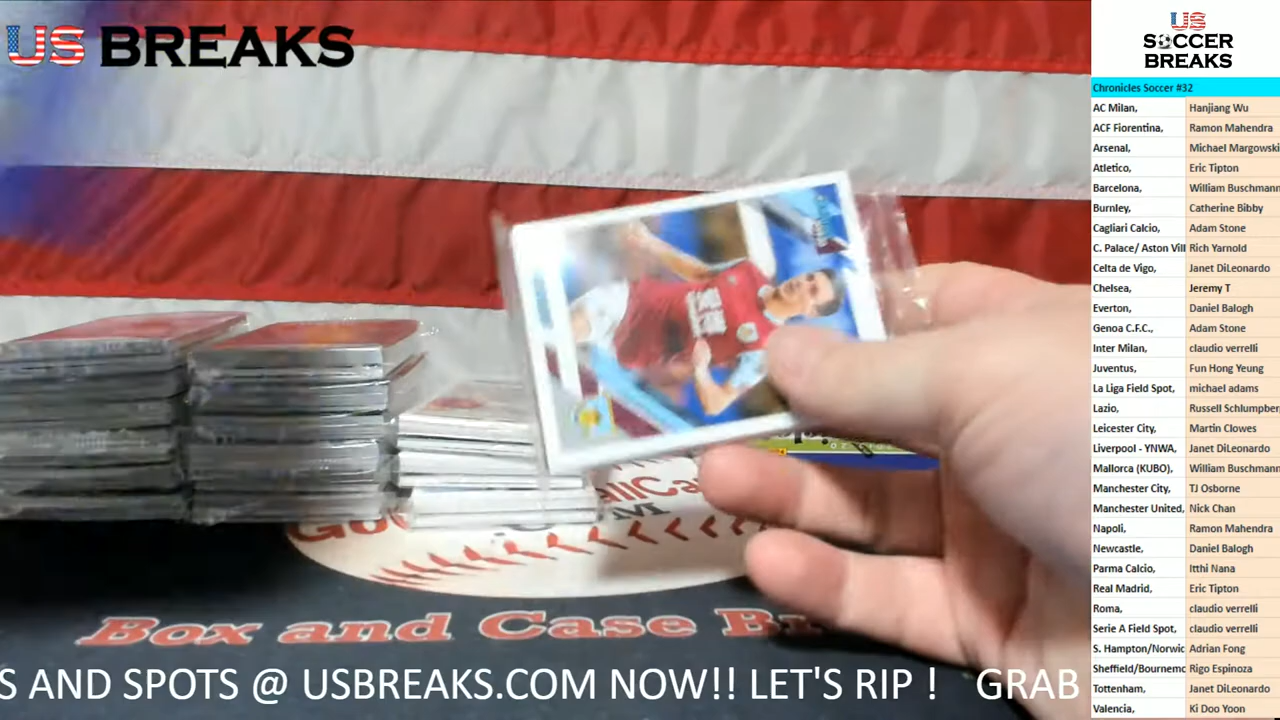 US BREAKS
US
SOCCER
BREAKS
Chronicles Soccer #32
AC Milan, Hanjiang Wu
ACF Fiorentina, Ramon Mahendra
Arsenal, Michael Margowski
Atletico, Eric Tipton
Barcelona, William Buschmann
Burnley, Catherine Bibby
Cagliari Calcio, Adam Stone
C. Palace/ Aston Vill Rich Yarnold
Celta de Vigo, Janet DiLeonardo
Chelsea, Jeremy T
Everton, Daniel Balogh
Genoa C.F.C., Adam Stone
Inter Milan, claudio verrelli
Juventus, Fun Hong Yeung
La Liga Field Spot, michael adams
Lazio, Russell Schlumper
Leicester City, Martin Clowes
Liverpool - YNWA, Janet DiLeonardo
Mallorca (KUBO), William Buschmann
Manchester City, TJ Osborne
Manchester United, Nick Chan
Napoli, Ramon Mahendra
Newcastle, Daniel Balogh
Parma Calcio, Itthi Nana
Real Madrid, Eric Tipton
Roma, claudio verrelli
Serie A Field Spot, claudio verrelli
S. Hampton/Norwic Adrian Fong
Sheffield/Bournemo Rigo Espinoza
Tottenham, Janet DiLeonardo
Valencia, Ki Doo Yoon
Box and Case Br
S AND SPOTS @ USBREAKS.COM NOW!! LET'S RIP ! GRAB